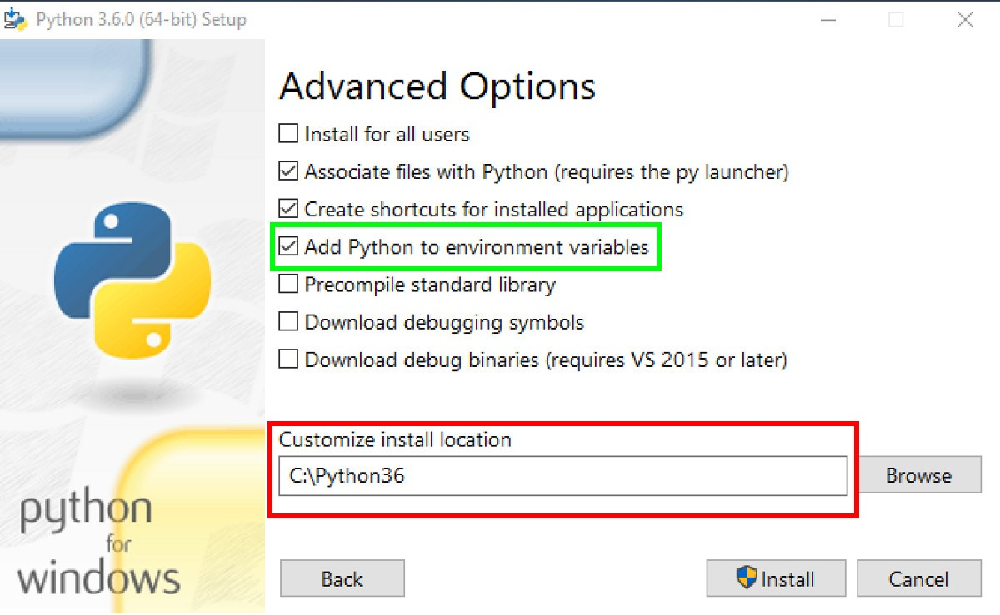 Python 3.6.0 (64-bit) Setup
Advanced Options
Install for all users
Associate files with Python (requires the py launcher)
Create shortcuts for installed applications
Add Python to environment variables
Precompile standard library
Download debugging symbols
Download debug binaries (requires VS 2015 or later)
Customize install location
C:\Python36
Browse
python
for
windows
Back
Install
Cancel